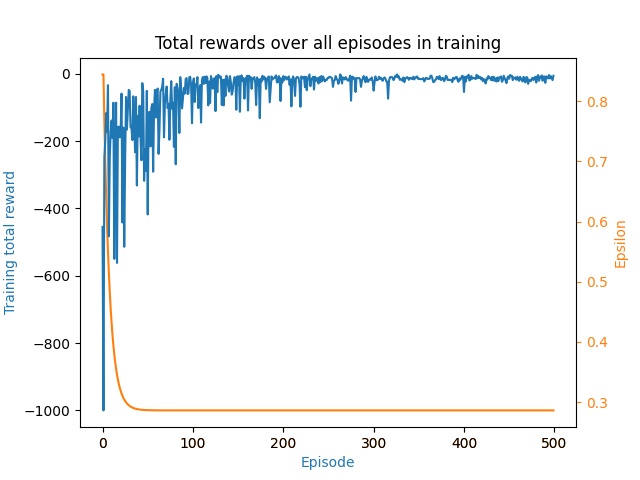 Total rewards over all episodes in training
0
−200
−400
−600
−800
−1000
Training total reward
0.8
0.7
0.6
0.5
0.4
0.3
Epsilon
0 100 200 300 400 500
Episode